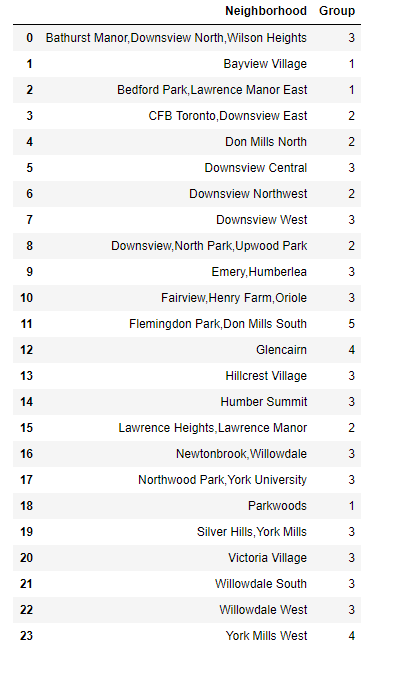 Neighborhood Group
0 Bathurst Manor,Downsview North,Wilson Heights 3
1 Bayview Village 1
2 Bedford Park,Lawrence Manor East 1
3 CFB Toronto,Downsview East 2
4 Don Mills North 2
5 Downsview Central 3
6 Downsview Northwest 2
7 Downsview West 3
8 Downsview,North Park,Upwood Park 2
9 Emery,Humberlea 3
10 Fairview,Henry Farm,Oriole 3
11 Flemingdon Park,Don Mills South 5
12 Glencairn 4
13 Hillcrest Village 3
14 Humber Summit 3
15 Lawrence Heights,Lawrence Manor 2
16 Newtonbrook,Willowdale 3
17 Northwood Park,York University 3
18 Parkwoods 1
19 Silver Hills,York Mills 3
20 Victoria Village 3
21 Willowdale South 3
22 Willowdale West 3
23 York Mills West 4